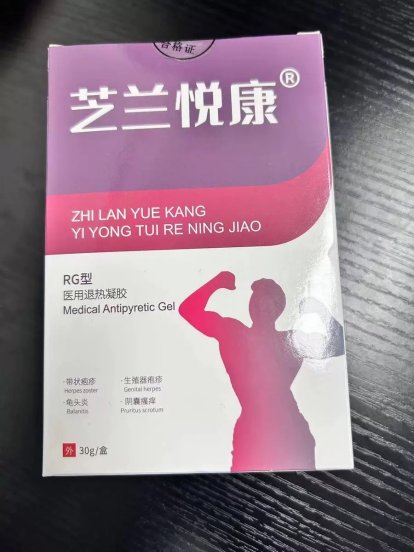 合格证
芝兰悦康®
ZHI LAN YUE KANG
YI YONG TUI RE NING JIAO
RG型
医用退热凝胶
Medical Antipyretic Gel
·带状疱疹
Herpes zoster
·生殖器疱疹
Genital herpes
·龟头炎
Balanitis
·阴囊瘙痒
Pruritus scrotum
外 30g/盒